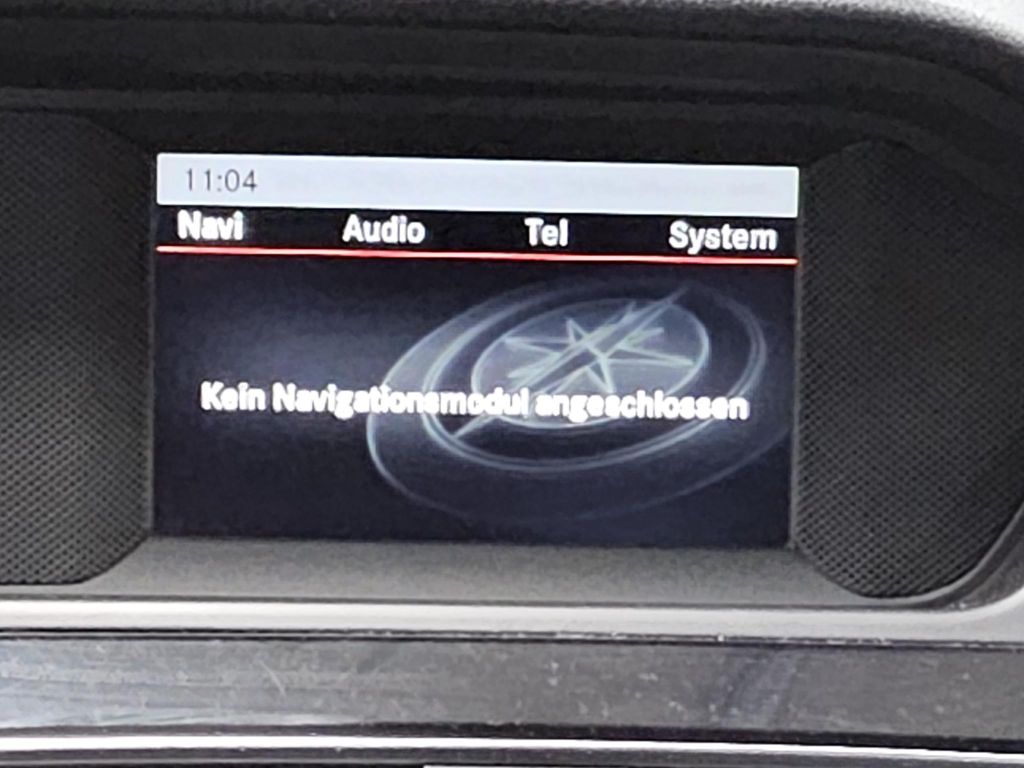 11:04
Navi Audio Tel System
Kein Navigationsmodul angeschlossen